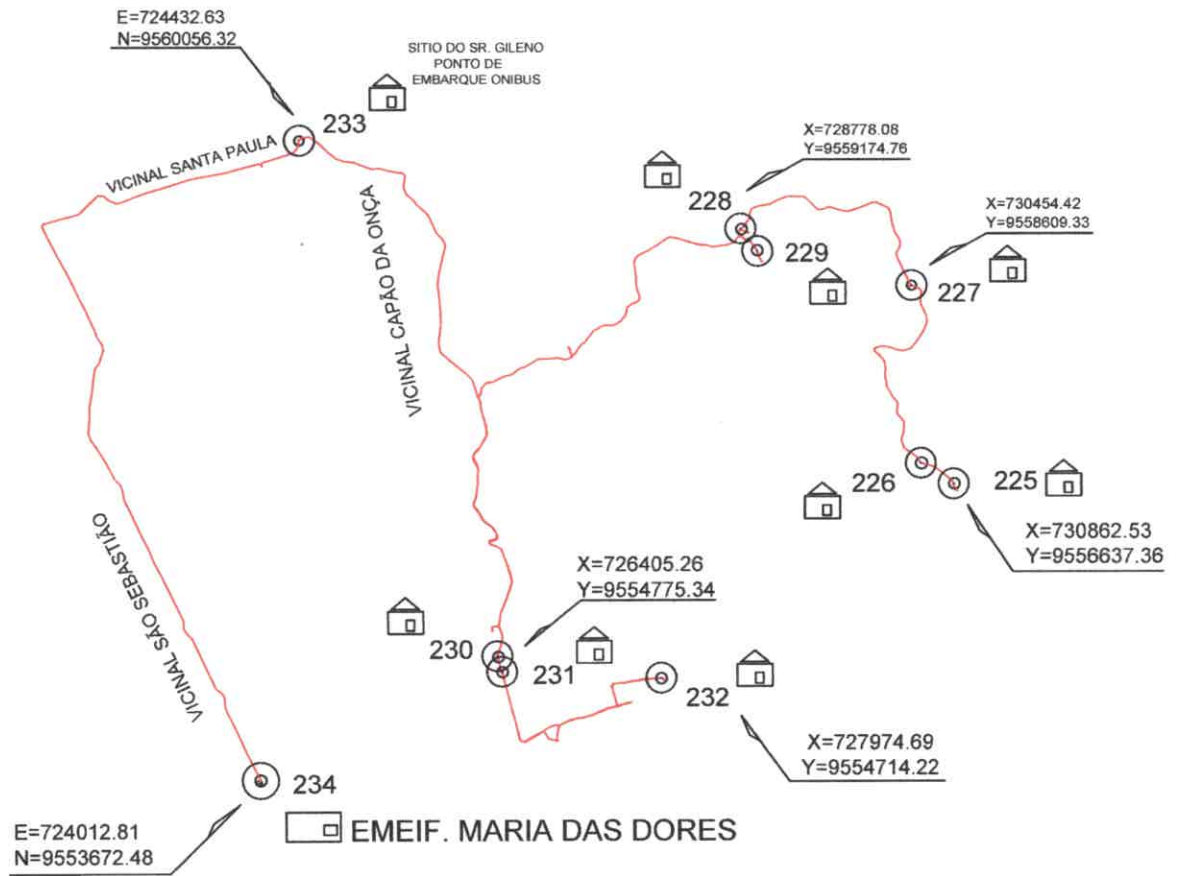 E=724432.63
N=9560056.32
SITIO DO SR. GILENO
PONTO DE
EMBARQUE ONIBUS
233
VICINAL SANTA PAULA
VICINAL CAPÃO DA ONÇA
X=728778.08
Y=9559174.76
228
229
X=730454.42
Y=9558609.33
227
226
225
X=730862.53
Y=9556637.36
VICINAL SÃO SEBASTIÃO
X=726405.26
Y=9554775.34
230
231
232
X=727974.69
Y=9554714.22
234
EMEIF. MARIA DAS DORES
E=724012.81
N=9553672.48